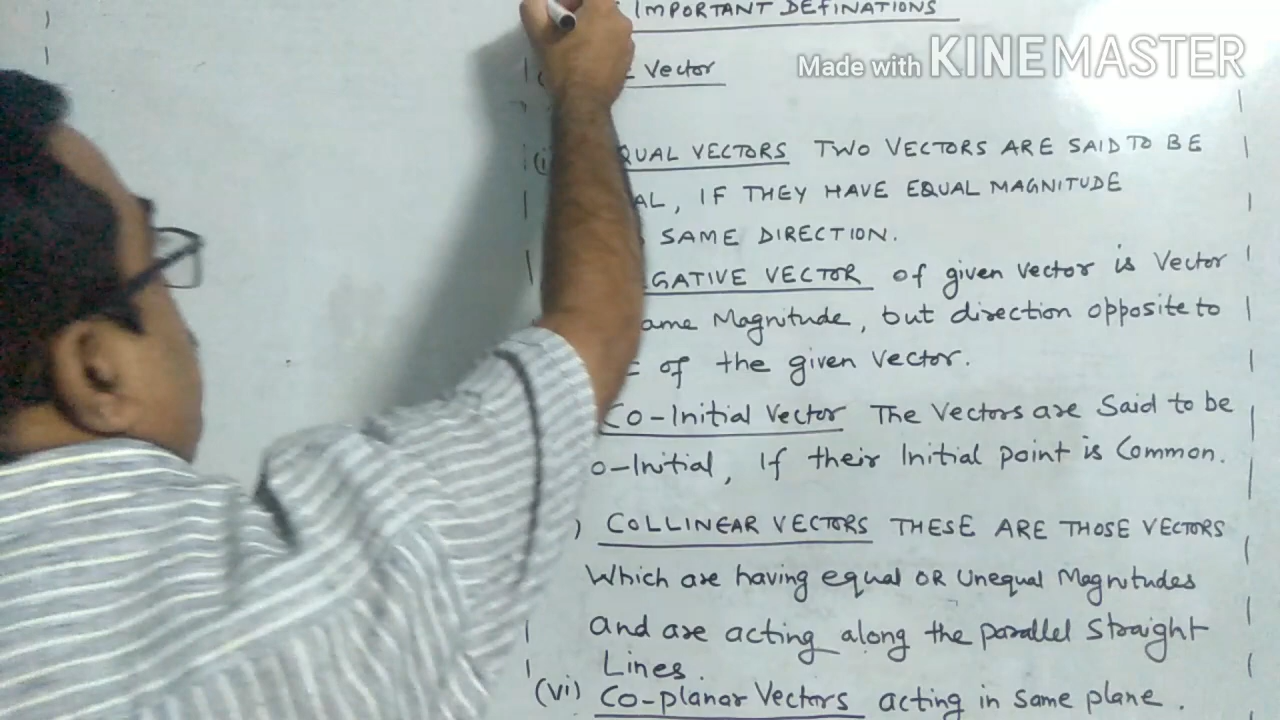 IMPORTANT DEFINATIONS
Made with KINEMASTER
Vector
QUAL VECTORS TWO VECTORS ARE SAID TO BE
AL, IF THEY HAVE EQUAL MAGNITUDE
SAME DIRECTION.
GATIVE VECTOR of given vector is Vector
ame Magnitude, but direction opposite to
of the given Vector.
Co-Initial Vector The Vectors are Said to be
o-Initial, If their Initial point is Common.
) COLLINEAR VECTORS THESE ARE THOSE VECTORS
Which are having equal OR Unequal Magnitudes
and are acting along the parallel Straight
Lines.
(vi) Co-planar Vectors acting in same plane.